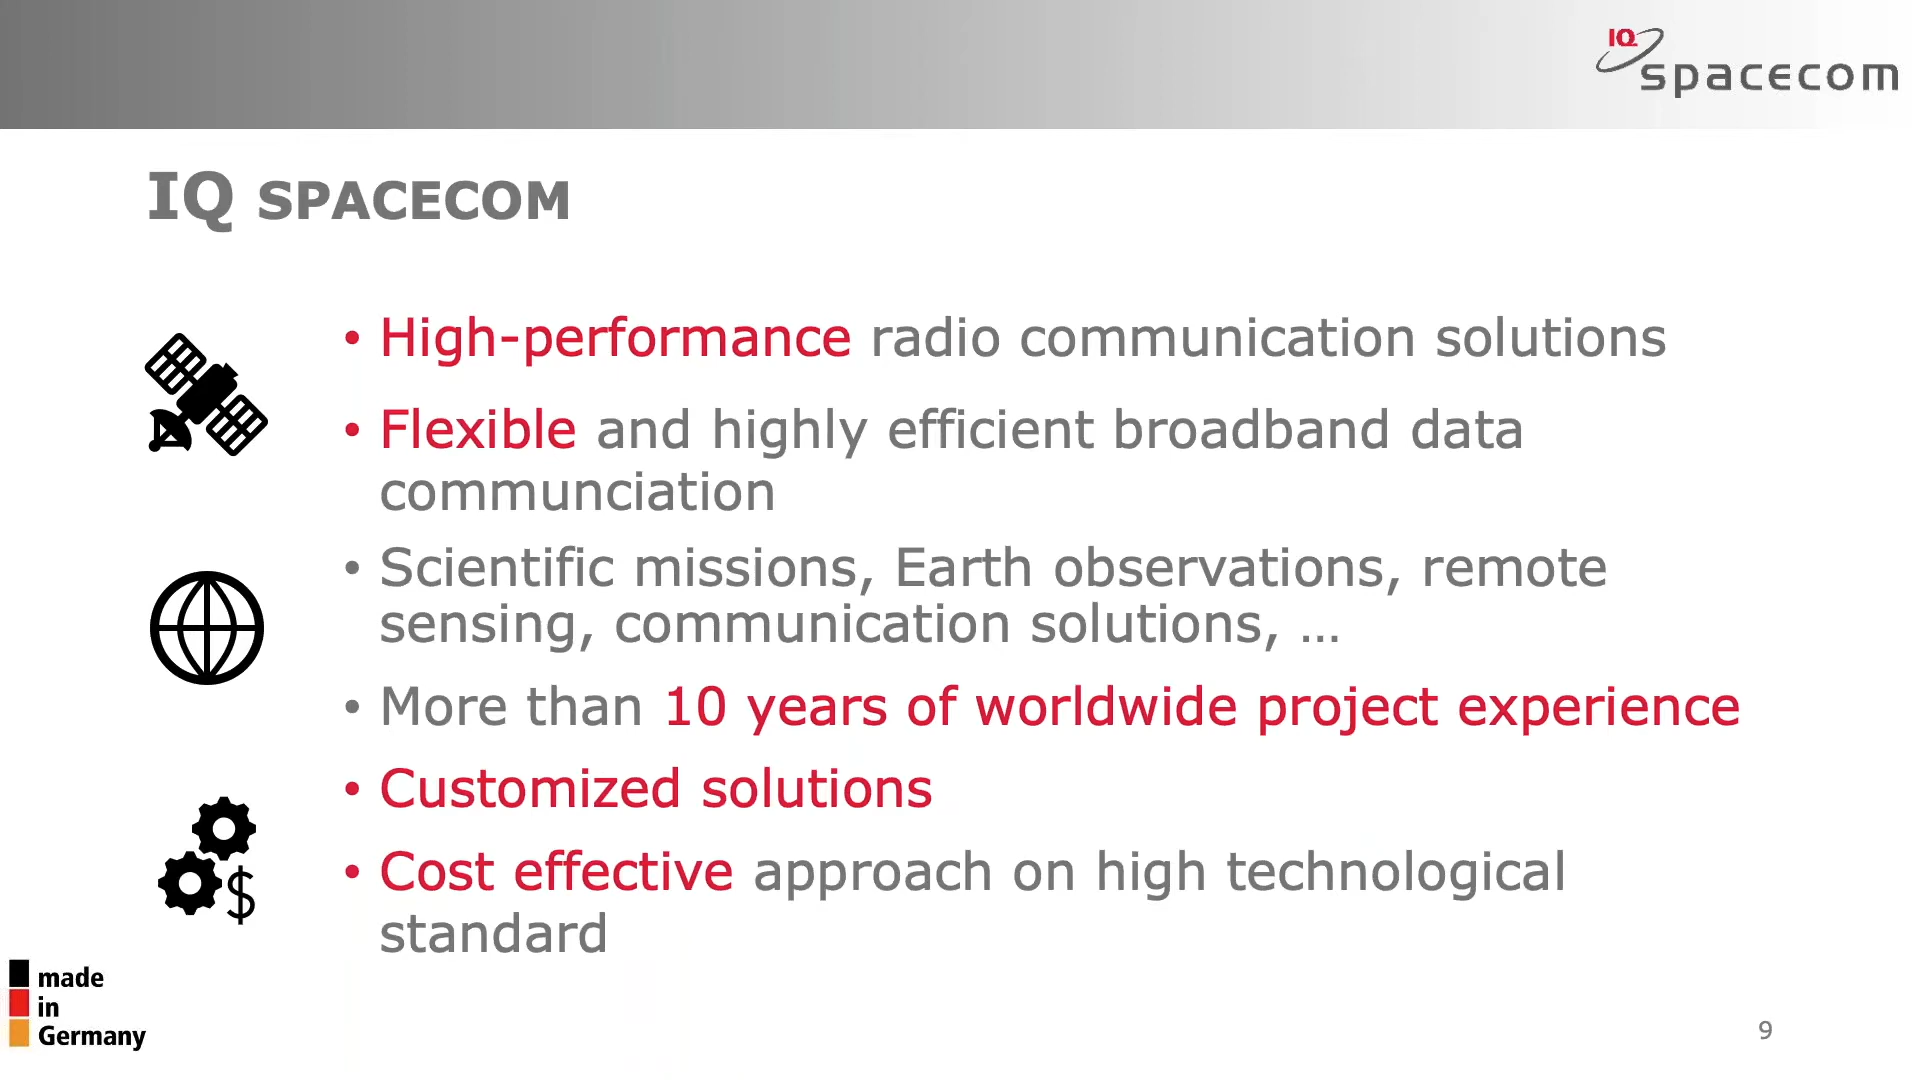 IQ
spacecom
IQ SPACECOM
• High-performance radio communication solutions
• Flexible and highly efficient broadband data
communciation
• Scientific missions, Earth observations, remote
sensing, communication solutions, …
• More than 10 years of worldwide project experience
• Customized solutions
• Cost effective approach on high technological
standard
$
made
in
Germany
9